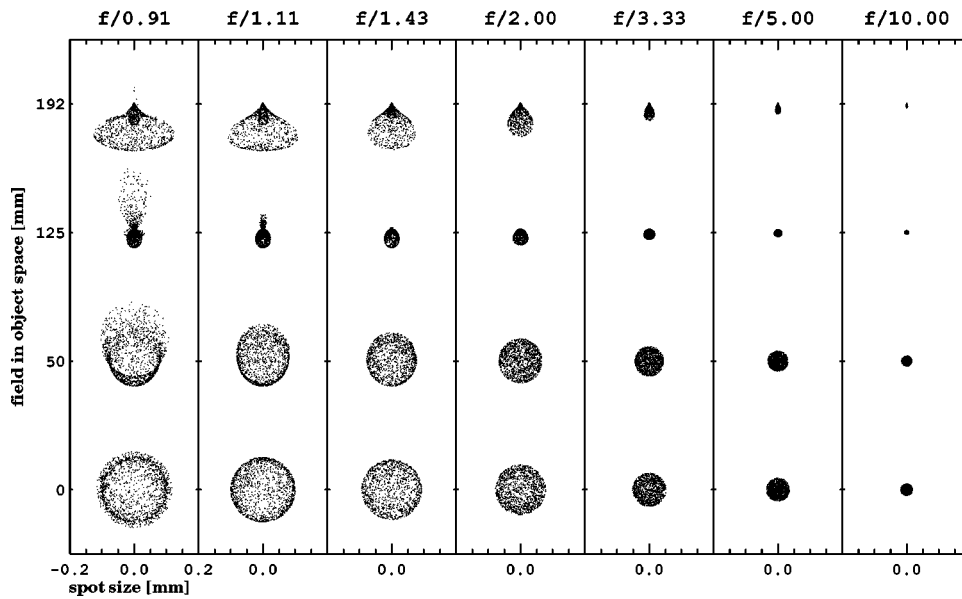 f/0.91 f/1.11 f/1.43 f/2.00 f/3.33 f/5.00 f/10.00
field in object space [mm]
192
125
50
0
-0.2 0.0 0.2 0.0 0.0 0.0 0.0 0.0 0.0
spot size [mm]